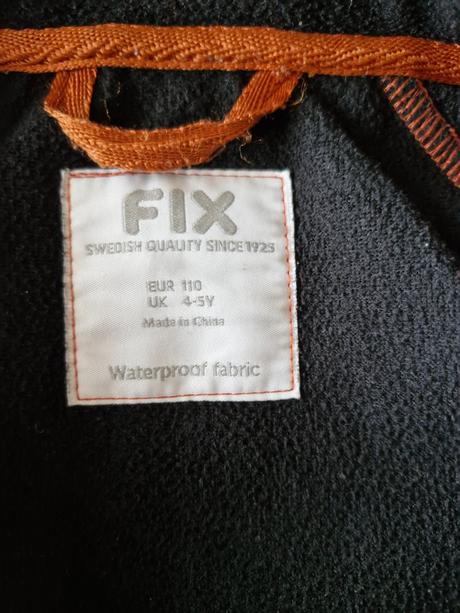 FIX
SWEDISH QUALITY SINCE 1925
EUR 110
UK 4-5Y
Made in China
Waterproof fabric